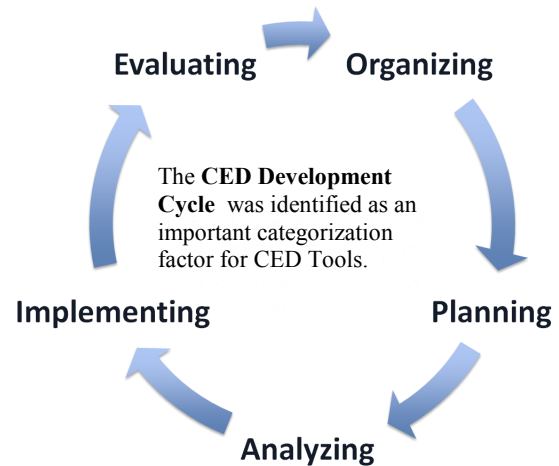 Evaluating
Organizing
The CED Development
Cycle was identified as an
important categorization
factor for CED Tools.
Implementing
Planning
Analyzing